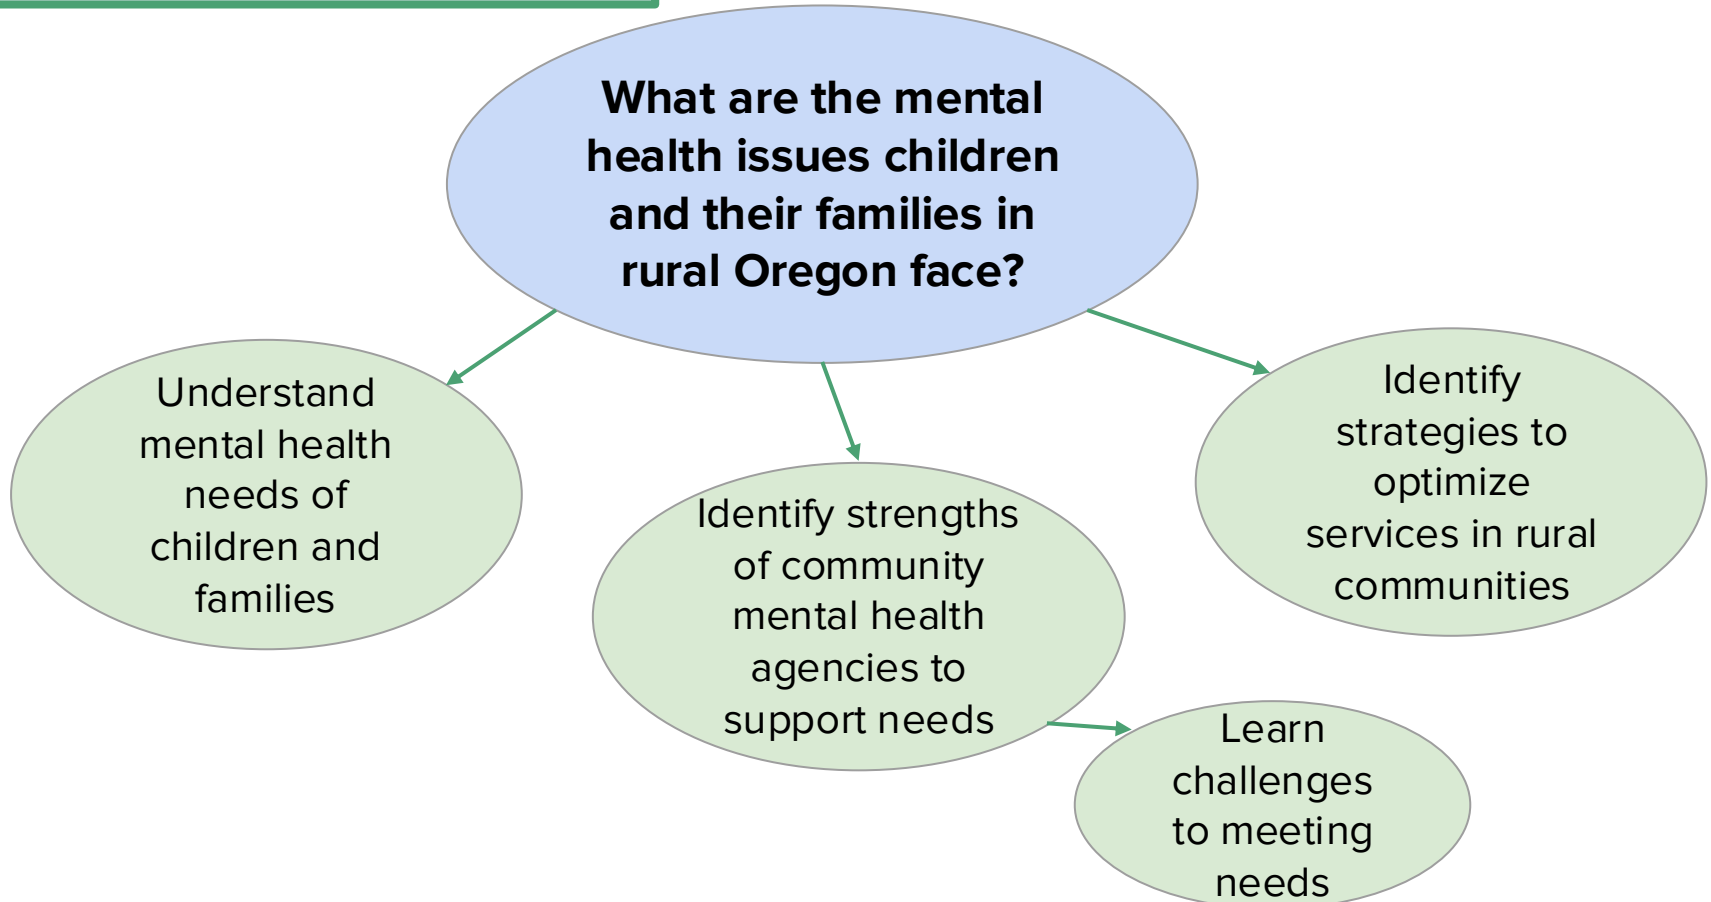 What are the mental
health issues children
and their families in
rural Oregon face?
Understand
mental health
needs of
children and
families
Identify strengths
of community
mental health
agencies to
support needs
Identify
strategies to
optimize
services in rural
communities
Learn
challenges
to meeting
needs